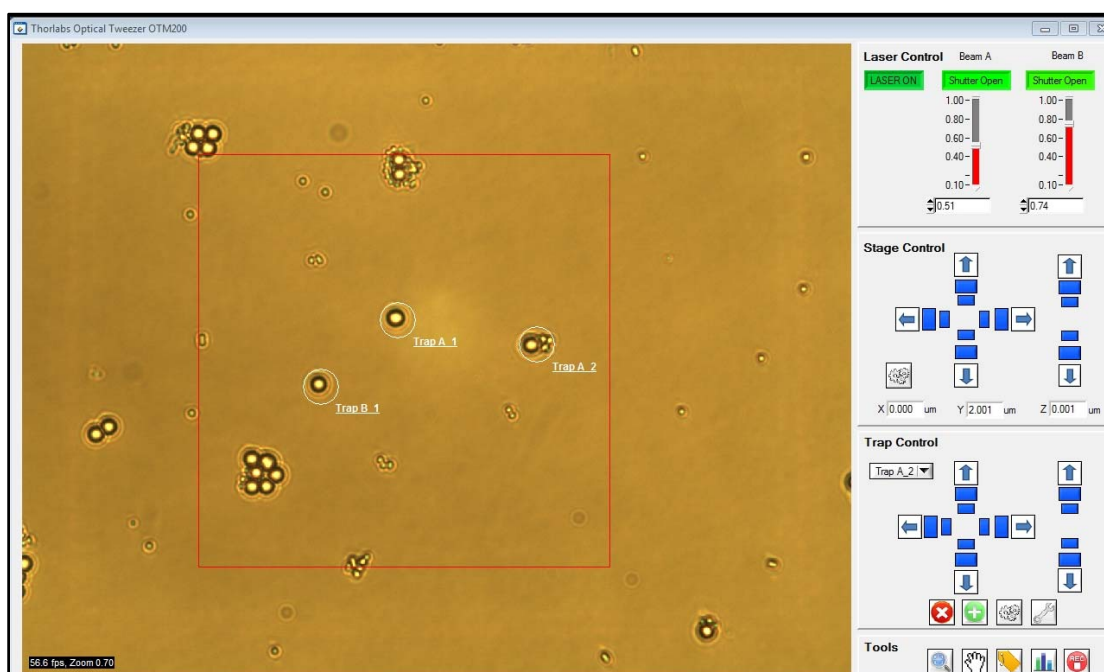 Thorlabs Optical Tweezer OTM200
Trap A_1
Trap A_2
Trap B_1
56.6 fps, Zoom 0.70
Laser Control Beam A Beam B
LASER ON Shutter Open Shutter Open
1.00 1.00
0.80 0.80
0.60 0.60
0.40 0.40
0.10 0.10
0.51 0.74
Stage Control
X 0.000 um Y 2.001 um Z 0.001 um
Trap Control
Trap A_2
Tools
REC